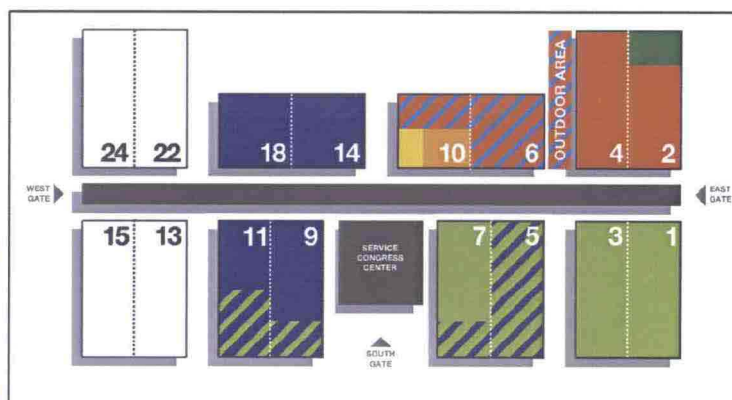 24 22
18 14
10 6
OUTDOOR AREA
4 2
WEST
GATE
EAST
GATE
15 13
11 9
SERVICE
CONGRESS
CENTER
7 5
3 1
SOUTH
GATE